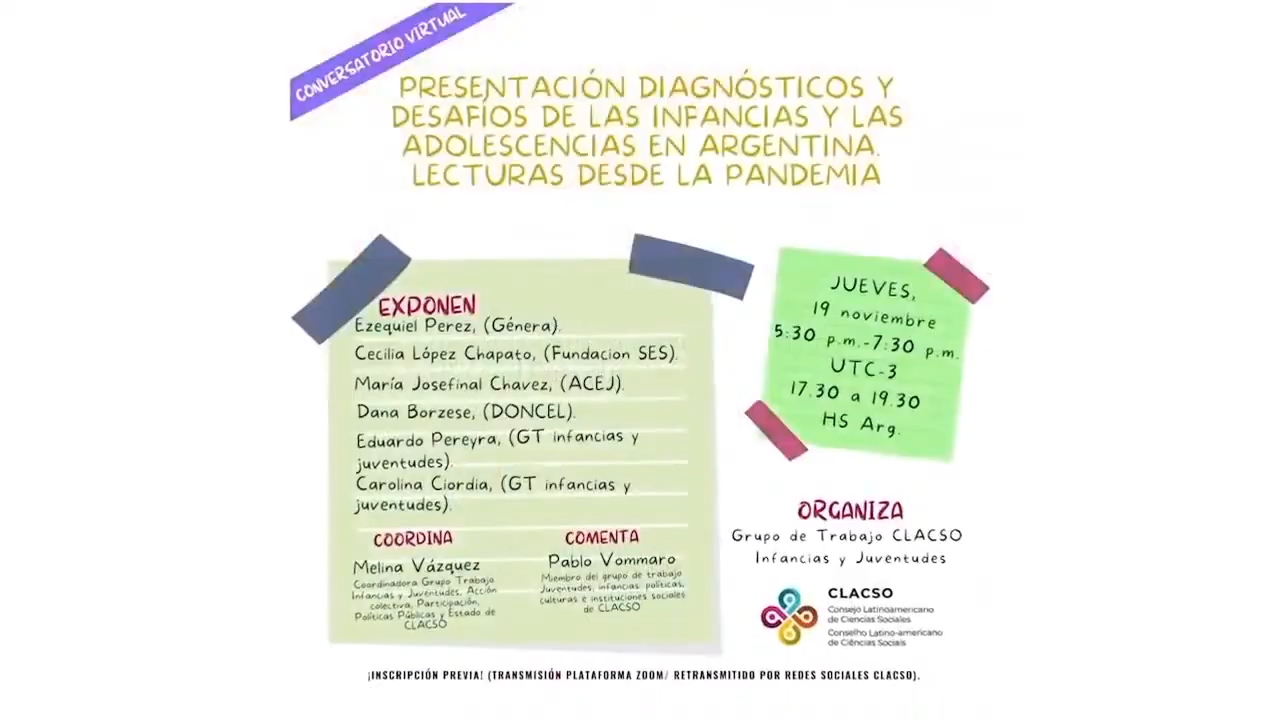 CONVERSATORIO VIRTUAL
PRESENTACIÓN DIAGNÓSTICOS Y
DESAFÍOS DE LAS INFANCIAS Y LAS
ADOLESCENCIAS EN ARGENTINA.
LECTURAS DESDE LA PANDEMIA
EXPONEN
Ezequiel Perez, (Génera).
Cecilia López Chapato, (Fundacion SES).
María Josefinal Chavez, (ACEJ).
Dana Borzese, (DONCEL).
Eduardo Pereyra, (GT infancias y
juventudes).
Carolina Ciordia, (GT infancias y
juventudes).
COORDINA
Melina Vázquez
Coordinadora Grupo Trabajo
Infancias y Juventudes, Acción
colectiva, Participación,
Políticas Públicas y Estado de
CLACSO
COMENTA
Pablo Vommaro
Miembro del grupo de trabajo
Juventudes, infancias: políticas,
culturas e instituciones sociales
de CLACSO
JUEVES,
19 noviembre
5:30 p.m.-7:30 p.m.
UTC-3
17.30 a 19.30
HS Arg.
ORGANIZA
Grupo de Trabajo CLACSO
Infancias y Juventudes
CLACSO
Consejo Latinoamericano
de Ciencias Sociales
Conselho Latino-americano
de Ciências Sociais
¡INSCRIPCIÓN PREVIA! (TRANSMISIÓN PLATAFORMA ZOOM/ RETRANSMITIDO POR REDES SOCIALES CLACSO).